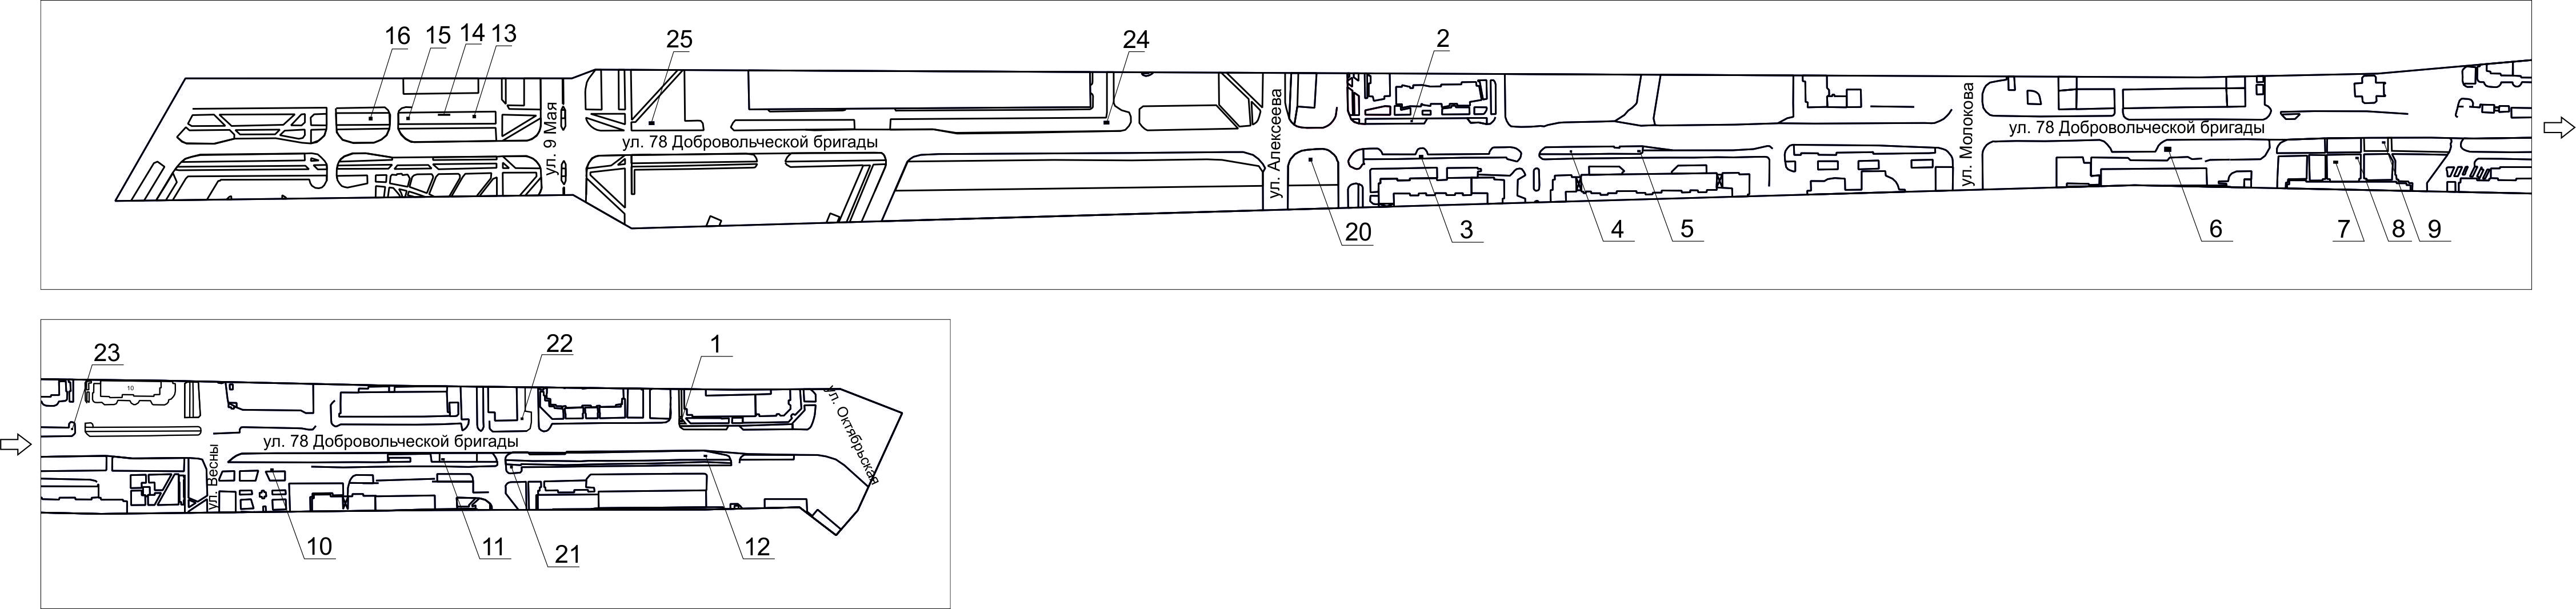 16 15 14 13 25 24 2
ул. 9 Мая
ул. 78 Добровольческой бригады
ул. Алексеева
ул. Молокова
ул. 78 Добровольческой бригады
20 3 4 5 6 7 8 9
23 22 1
10
ул. Октябрьская
ул. 78 Добровольческой бригады
ул. Весны
10 11 21 12